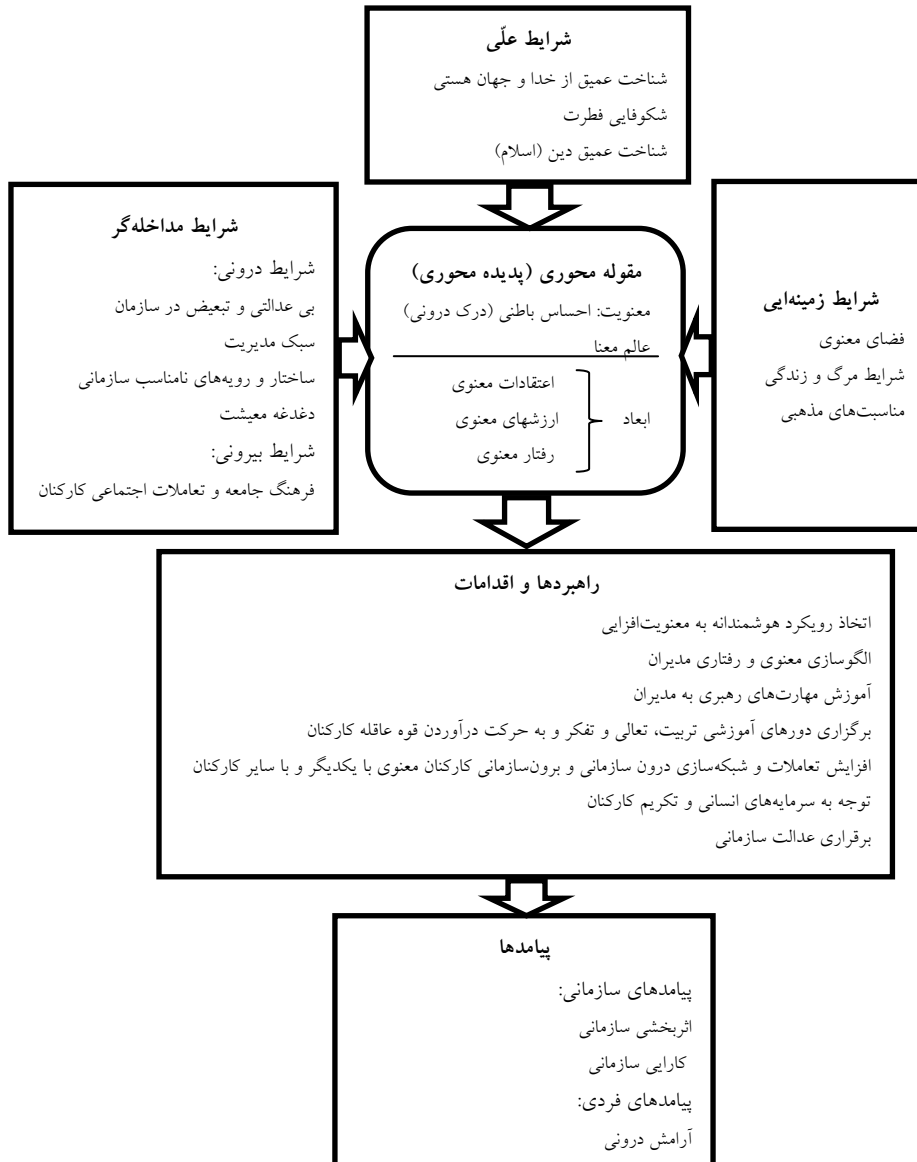 شرایط علّی
شناخت عمیق از خدا و جهان هستی
شکوفایی فطرت
شناخت عمیق دین (اسلام)
شرایط زمینه‌ایی
فضای معنوی
شرایط مرگ و زندگی
مناسبت‌های مذهبی
مقوله محوری (پدیده محوری)
معنویت: احساس باطنی (درک درونی)
عالم معنا
ابعاد
اعتقادات معنوی
ارزشهای معنوی
رفتار معنوی
شرایط مداخله‌گر
شرایط درونی:
بی عدالتی و تبعیض در سازمان
سبک مدیریت
ساختار و رویه‌های نامناسب سازمانی
دغدغه معیشت
شرایط بیرونی:
فرهنگ جامعه و تعاملات اجتماعی کارکنان
راهبردها و اقدامات
اتخاذ رویکرد هوشمندانه به معنویت‌افزایی
الگوسازی معنوی و رفتاری مدیران
آموزش مهارت‌های رهبری به مدیران
برگزاری دورهای آموزشی تربیت، تعالی و تفکر و به حرکت درآوردن قوه عاقله کارکنان
افزایش تعاملات و شبکه‌سازی درون سازمانی و برون‌سازمانی کارکنان معنوی با یکدیگر و با سایر کارکنان
توجه به سرمایه‌های انسانی و تکریم کارکنان
برقراری عدالت سازمانی
پیامدها
پیامدهای سازمانی:
اثربخشی سازمانی
کارایی سازمانی
پیامدهای فردی:
آرامش درونی